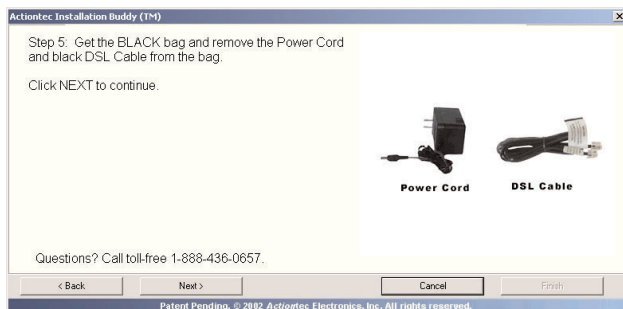 Actiontec Installation Buddy (TM)
Step 5: Get the BLACK bag and remove the Power Cord
and black DSL Cable from the bag.
Click NEXT to continue.
Power Cord
DSL Cable
Questions? Call toll-free 1-888-436-0657.
< Back
Next >
Cancel
Finish
Patent Pending, © 2002 Actiontec Electronics, Inc. All rights reserved.